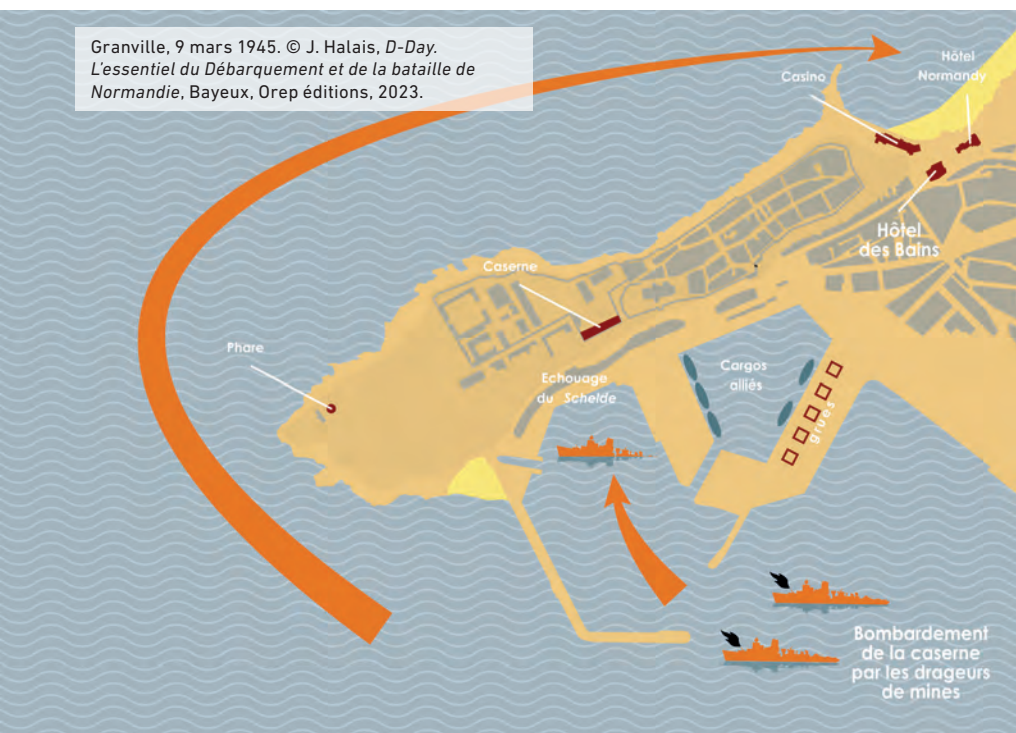 Granville, 9 mars 1945. © J. Halais, D-Day.
L'essentiel du Débarquement et de la bataille de
Normandie, Bayeux, Orep éditions, 2023.
Hôtel
Normandy
Casino
Hôtel
des Bains
Caserne
Phare
Cargos
alliés
Echouage
du Schelde
grues
Bombardement
de la caserne
par les drageurs
de mines